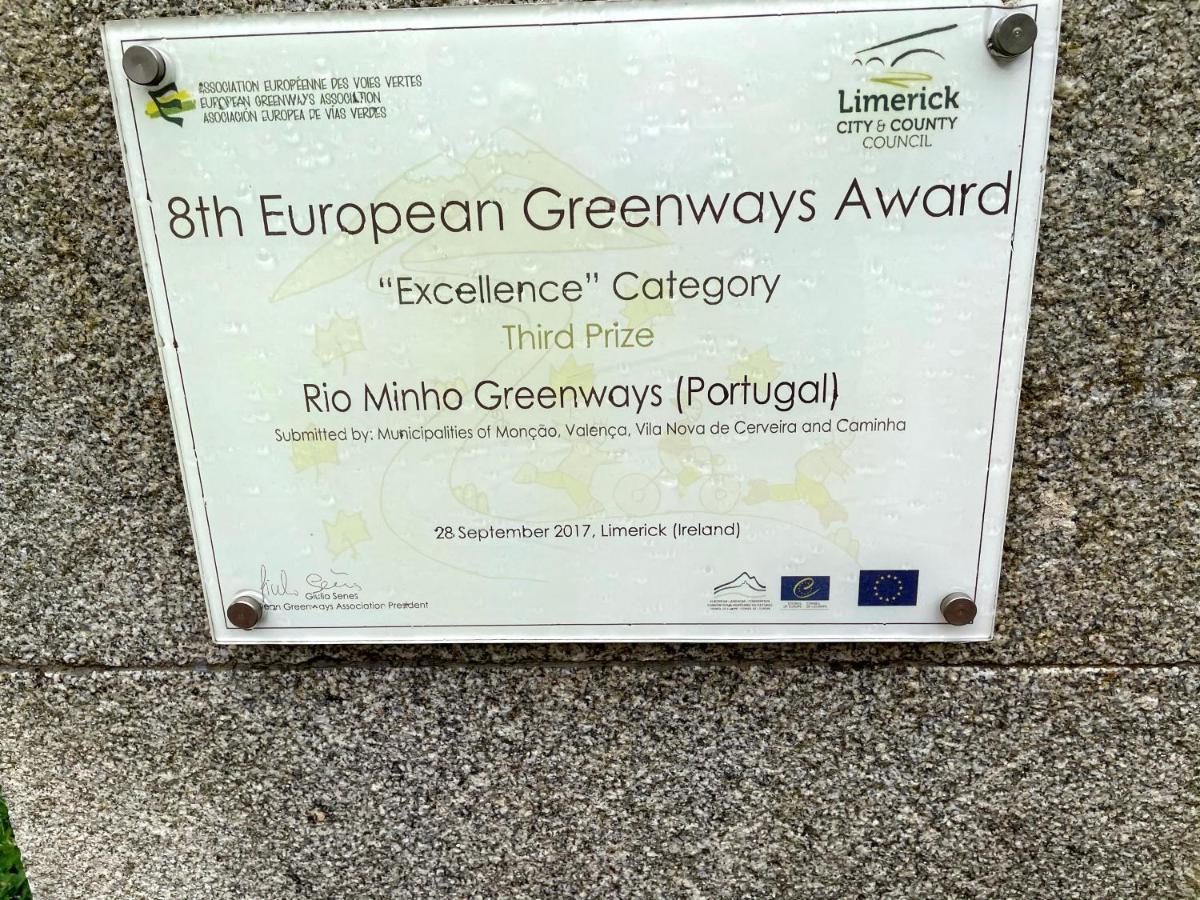 ASSOCIATION EUROPÉENNE DES VOIES VERTES
EUROPEAN GREENWAYS ASSOCIATION
ASOCIACIÓN EUROPEA DE VÍAS VERDES
Limerick
CITY & COUNTY
COUNCIL
8th European Greenways Award
“Excellence” Category
Third Prize
Rio Minho Greenways (Portugal)
Submitted by: Municipalities of Monção, Valença, Vila Nova de Cerveira and Caminha
28 September 2017, Limerick (Ireland)
Giulio Senes
ean Greenways Association President